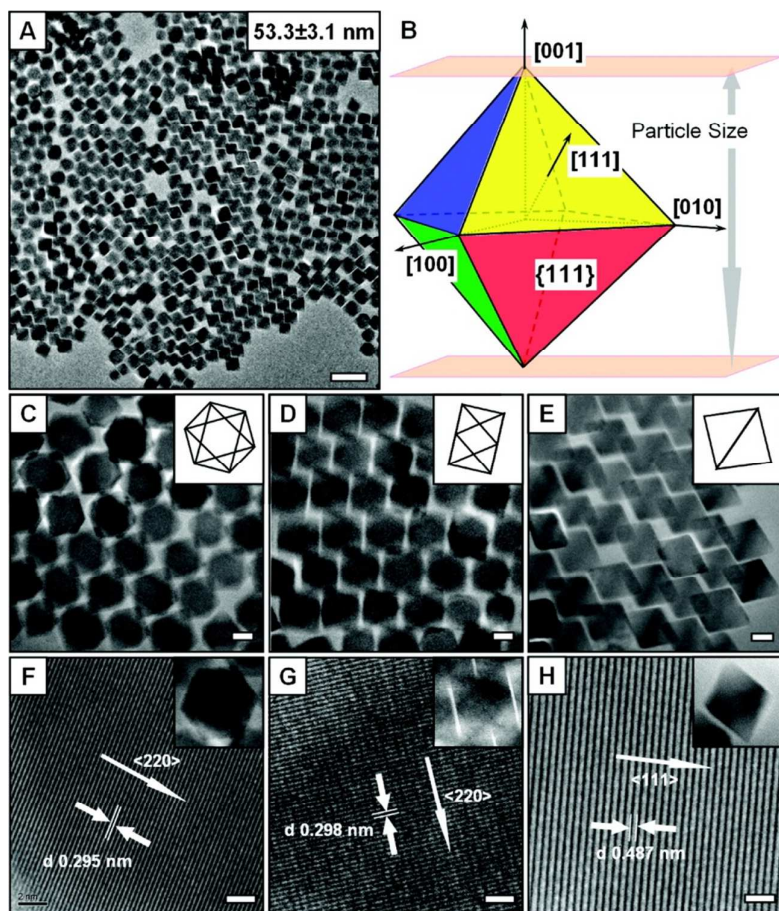 A
53.3±3.1 nm
B
[001]
Particle Size
[111]
[010]
[100]
{111}
C
D
E
F
<220>
d 0.295 nm
2 nm
G
<220>
d 0.298 nm
H
<111>
d 0.487 nm